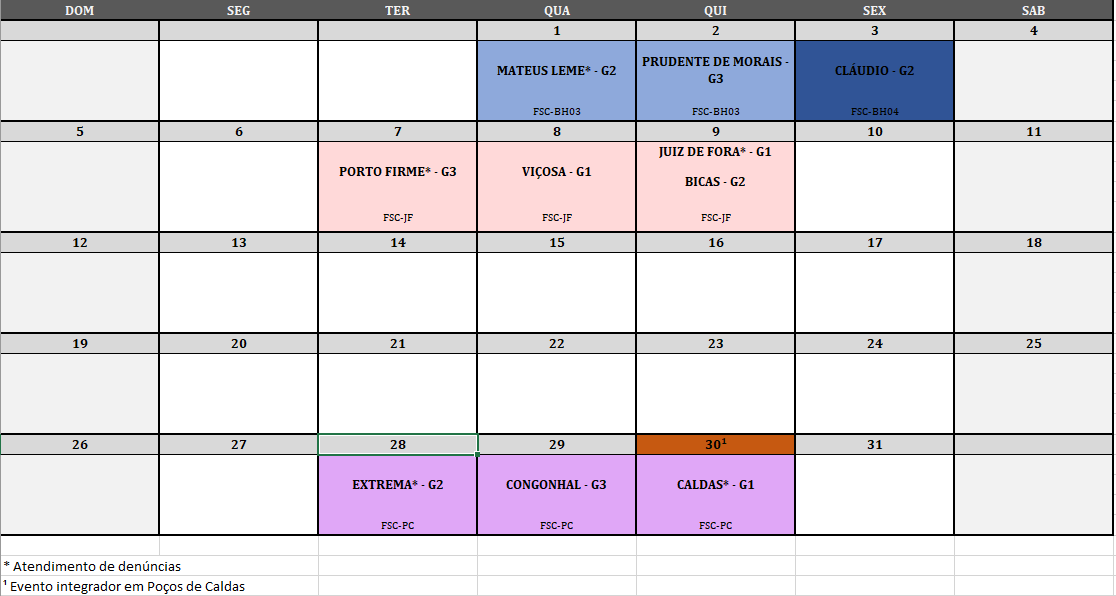 DOM SEG TER QUA QUI SEX SAB
1 2 3 4
MATEUS LEME* - G2
FSC-BH03
PRUDENTE DE MORAIS -
G3
FSC-BH03
CLÁUDIO - G2
FSC-BH04
5 6 7 8 9 10 11
PORTO FIRME* - G3
FSC-JF
VIÇOSA - G1
FSC-JF
JUIZ DE FORA* - G1
BICAS - G2
FSC-JF
12 13 14 15 16 17 18
19 20 21 22 23 24 25
26 27 28 29 30¹ 31
EXTREMA* - G2
FSC-PC
CONGONHAL - G3
FSC-PC
CALDAS* - G1
FSC-PC
* Atendimento de denúncias
¹ Evento integrador em Poços de Caldas